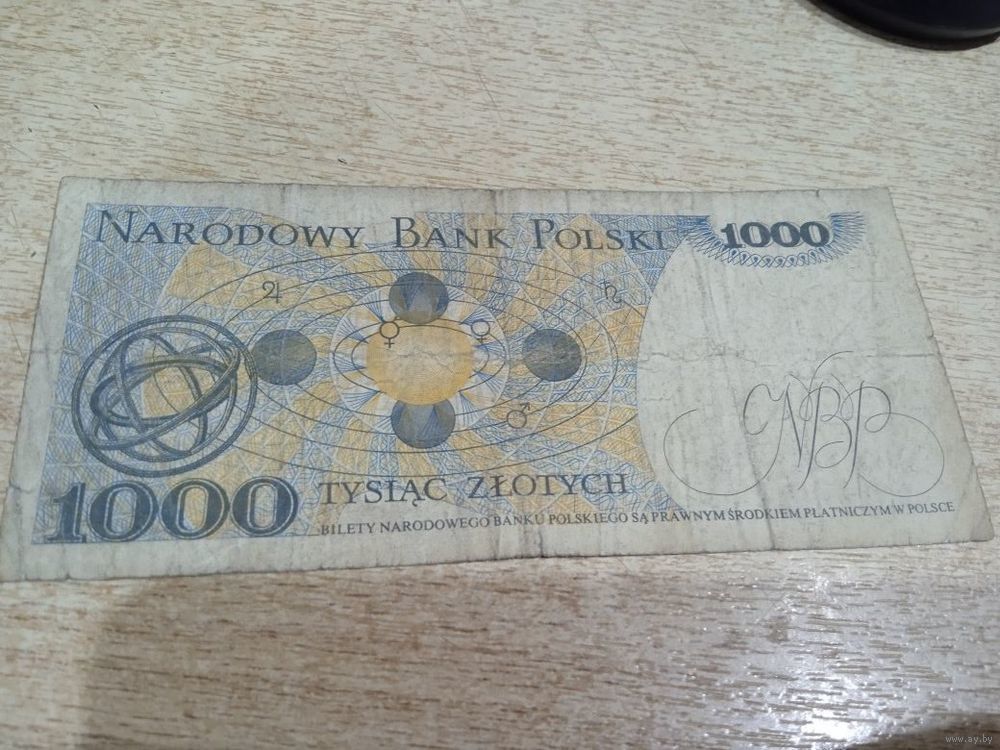 NARODOWY BANK POLSKI
1000
♃
♄
☿
♀
♂
NBP
1000
TYSIĄC ZŁOTYCH
BILETY NARODOWEGO BANKU POLSKIEGO SĄ PRAWNYM ŚRODKIEM PŁATNICZYM W POLSCE
www.ay.by